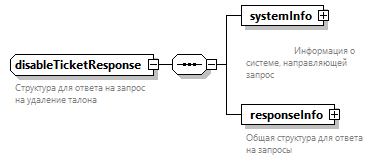 systemInfo
Информация о
системе, направляющей
запрос
disableTicketResponse
Структура для ответа на запрос
на удаление талона
responseInfo
Общая структура для ответа
на запросы